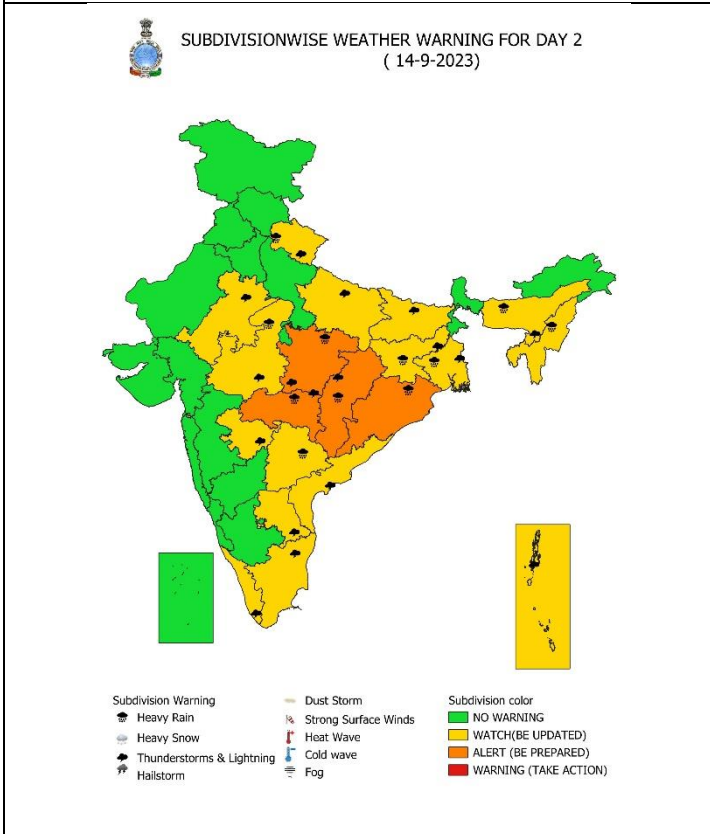 SUBDIVISIONWISE WEATHER WARNING FOR DAY 2
( 14-9-2023)
Subdivision Warning
Heavy Rain
Heavy Snow
Thunderstorms & Lightning
Hailstorm
Dust Storm
Strong Surface Winds
Heat Wave
Cold wave
Fog
Subdivision color
NO WARNING
WATCH(BE UPDATED)
ALERT (BE PREPARED)
WARNING (TAKE ACTION)